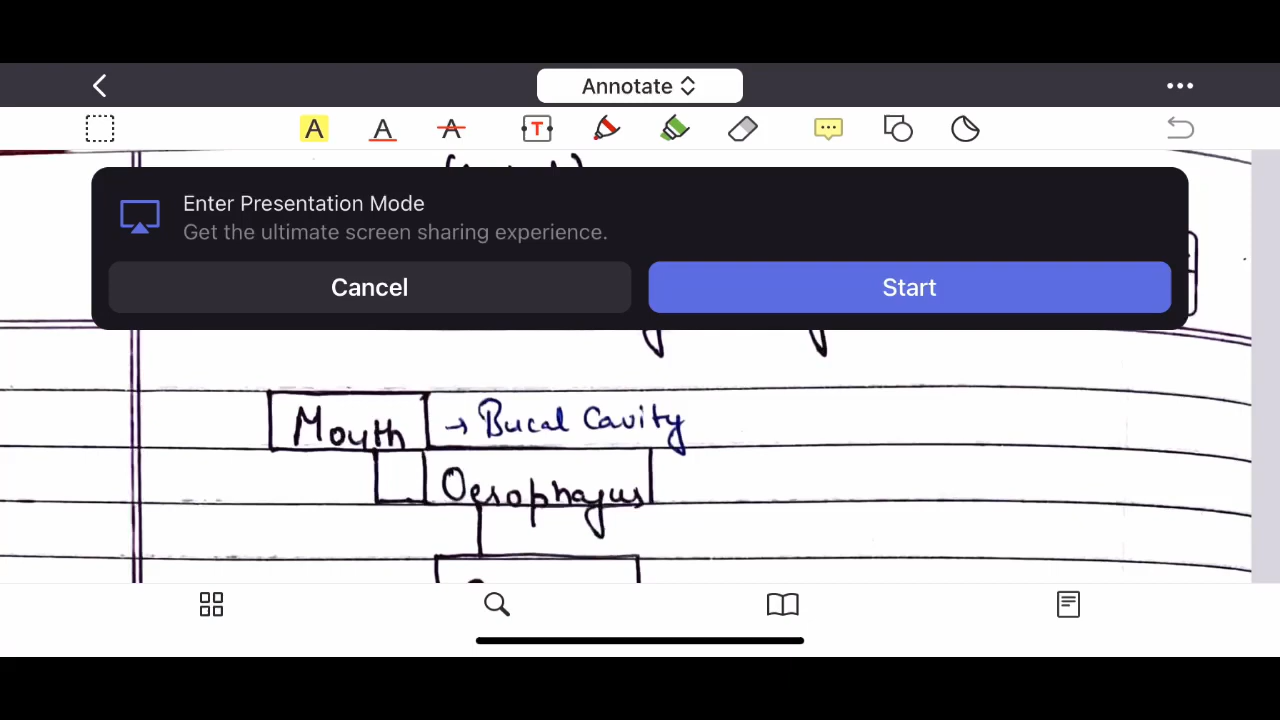 Annotate
A A A T
Enter Presentation Mode
Get the ultimate screen sharing experience.
Cancel Start
Mouth → Bucal Cavity
Oesophagus